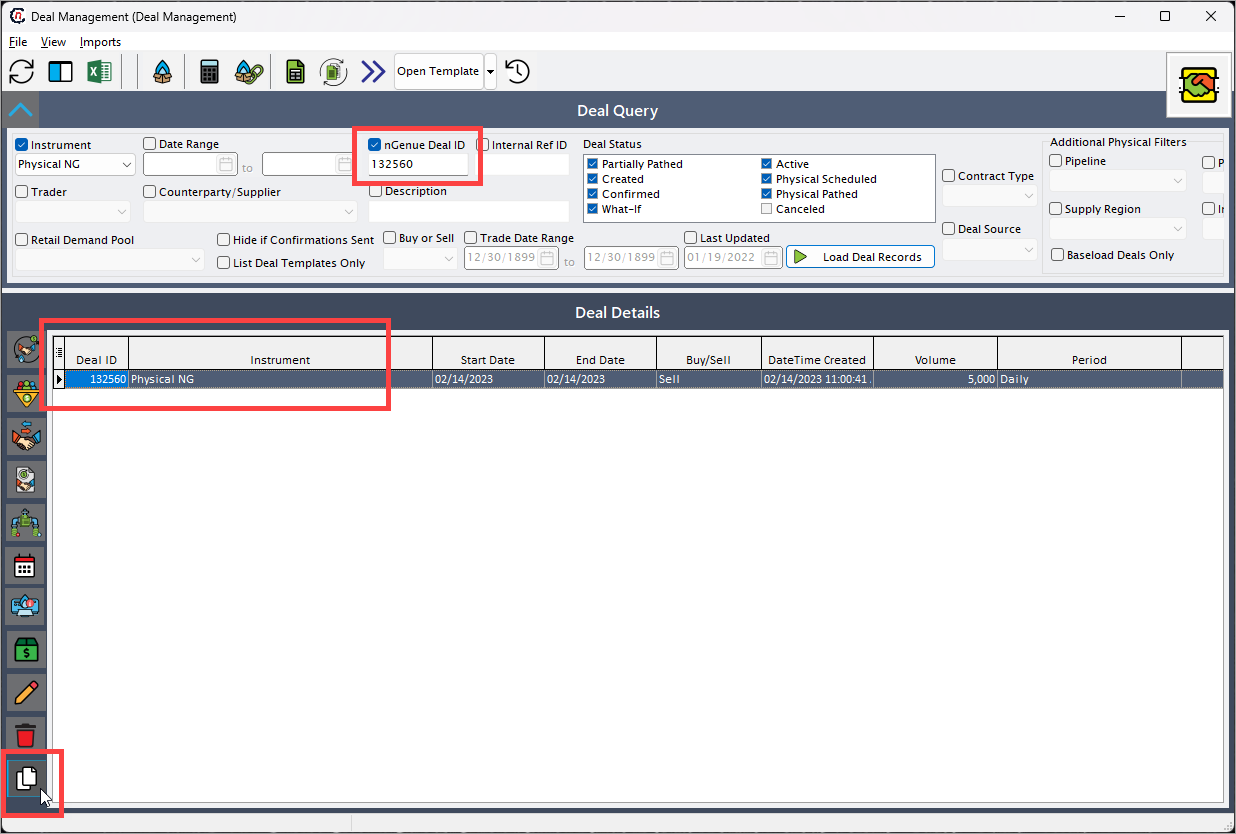 Deal Management (Deal Management)
File View Imports
Open Template
Deal Query
Instrument
Physical NG
Date Range
to
nGenue Deal ID
132560
Internal Ref ID
Deal Status
Partially Pathed
Created
Confirmed
What-If
Active
Physical Scheduled
Physical Pathed
Canceled
Contract Type
Additional Physical Filters
Pipeline
Trader
Counterparty/Supplier
Description
Supply Region
Deal Source
Retail Demand Pool
Hide if Confirmations Sent
List Deal Templates Only
Buy or Sell
Trade Date Range
12/30/1899
to
12/30/1899
Last Updated
01/19/2022
Load Deal Records
Baseload Deals Only
Deal Details
Deal ID Instrument Start Date End Date Buy/Sell DateTime Created Volume Period
132560 Physical NG 02/14/2023 02/14/2023 Sell 02/14/2023 11:00:41 5,000 Daily